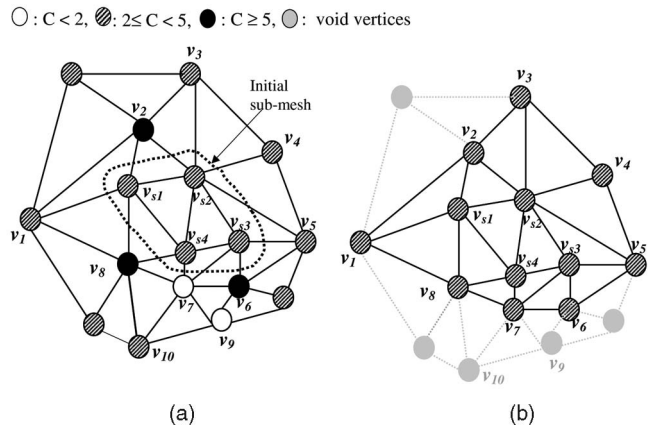 : C < 2, : 2≤ C < 5, : C ≥ 5, : void vertices
v3
Initial
sub-mesh
v2
v4
vs1
vs2
v1
vs3
v5
vs4
v8
v7
v6
v9
v10
(a)
v3
v2
v4
vs1
vs2
v1
vs3
v5
vs4
v8
v7
v6
v9
v10
(b)